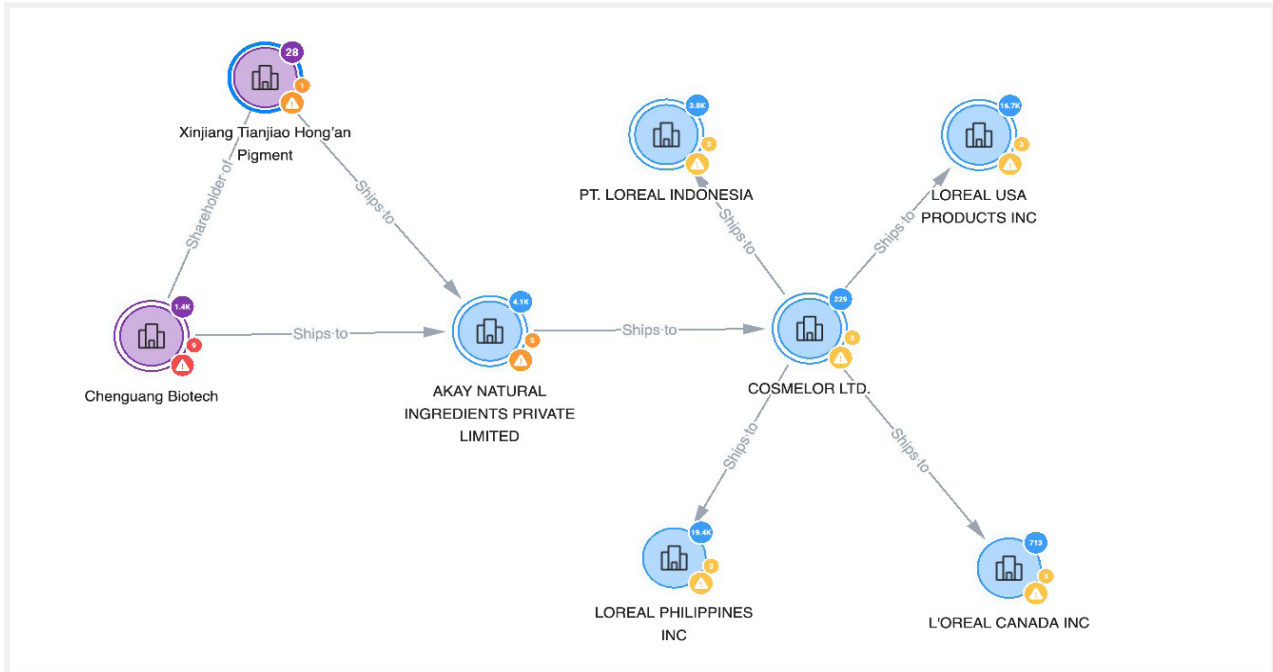 28
1
Xinjiang Tianjiao Hong'an
Pigment
3.8K
3
PT. LOREAL INDONESIA
16.7K
3
LOREAL USA
PRODUCTS INC
Shareholder of
Ships to
Ships to
Ships to
1.4K
9
Chenguang Biotech
Ships to
4.1K
5
AKAY NATURAL
INGREDIENTS PRIVATE
LIMITED
Ships to
229
3
COSMELOR LTD.
Ships to
Ships to
19.4K
3
LOREAL PHILIPPINES
INC
713
3
L'OREAL CANADA INC